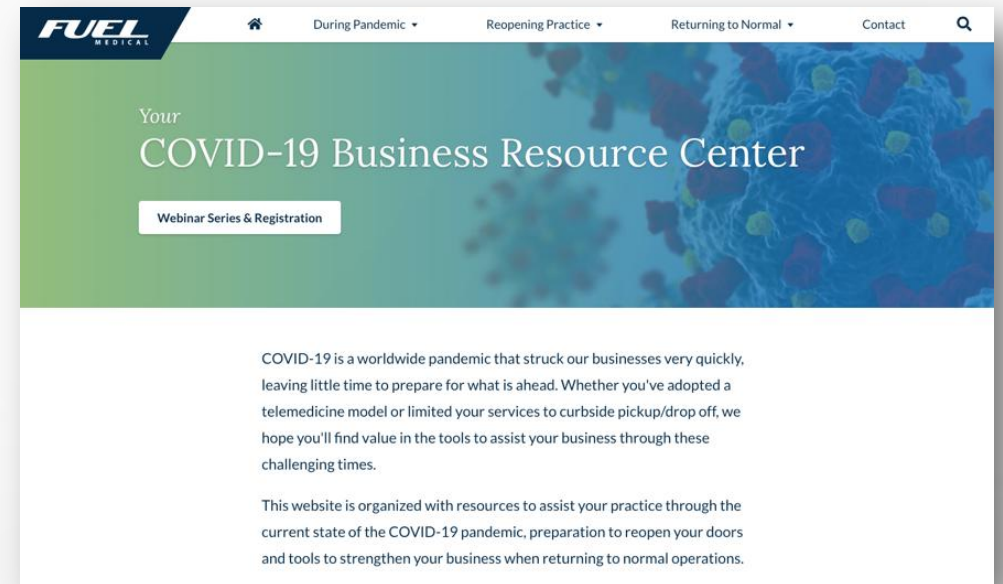 FUEL
MEDICAL
During Pandemic
Reopening Practice
Returning to Normal
Contact
Your
COVID-19 Business Resource Center
Webinar Series & Registration
COVID-19 is a worldwide pandemic that struck our businesses very quickly,
leaving little time to prepare for what is ahead. Whether you've adopted a
telemedicine model or limited your services to curbside pickup/drop off, we
hope you'll find value in the tools to assist your business through these
challenging times.
This website is organized with resources to assist your practice through the
current state of the COVID-19 pandemic, preparation to reopen your doors
and tools to strengthen your business when returning to normal operations.